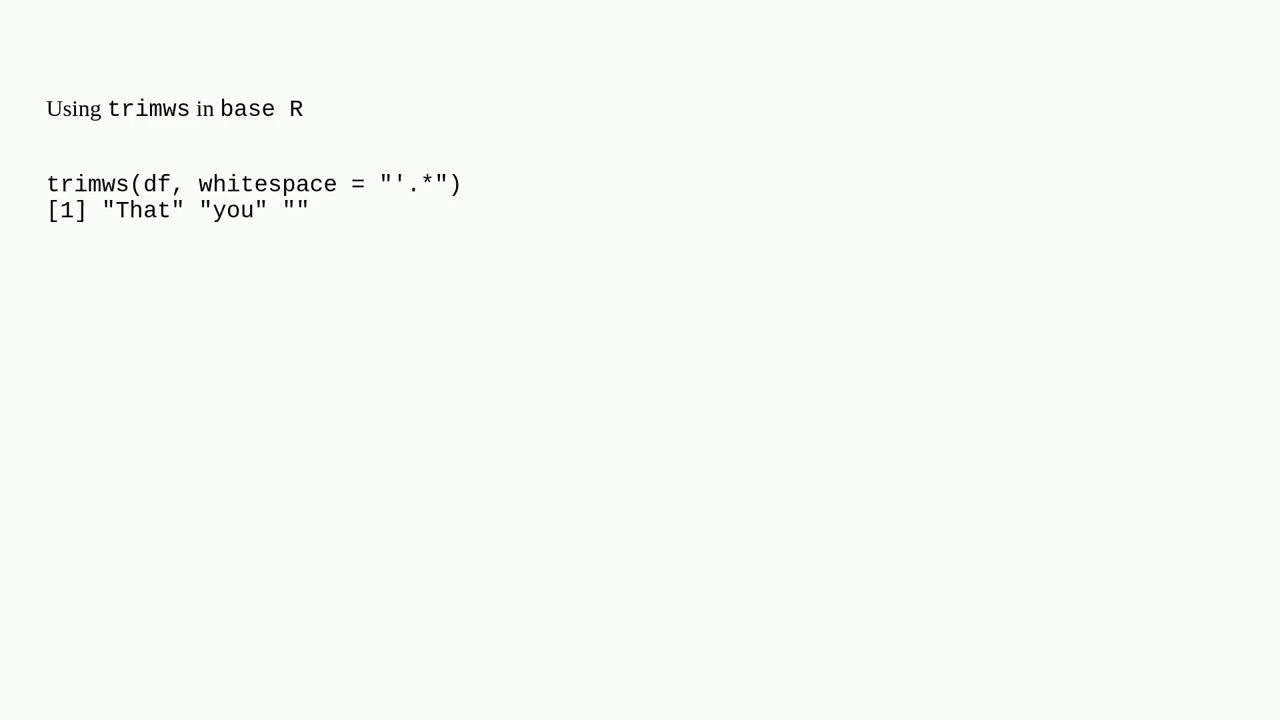 Using trimws in base R
trimws(df, whitespace = "'.*")
[1] "That" "you" ""